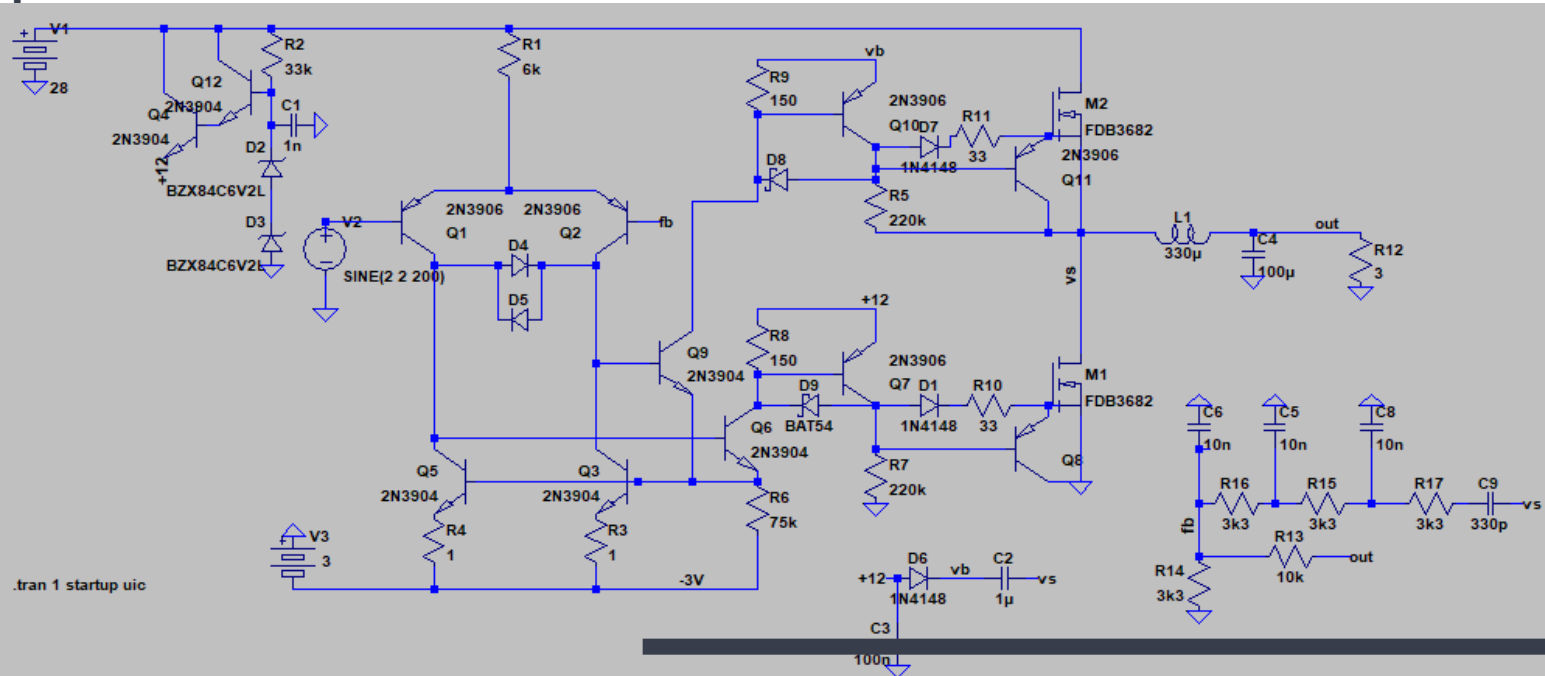 V1
28
R2
33k
Q12
2N3904
Q4
2N3904
+12
C1
1n
D2
BZX84C6V2L
D3
BZX84C6V2L
R1
6k
V2
SINE(2 2 200)
2N3906
Q1
2N3906
Q2
fb
D4
D5
R9
150
vb
2N3906
Q10
D7
1N4148
R11
33
M2
FDB3682
2N3906
Q11
D8
R5
220k
L1
330µ
C4
100µ
out
R12
3
vs
Q9
2N3904
R8
150
+12
2N3906
Q7
D9
BAT54
D1
1N4148
R10
33
M1
FDB3682
Q8
R7
220k
Q6
2N3904
Q5
2N3904
Q3
2N3904
R6
75k
R4
1
R3
1
V3
3
-3V
.tran 1 startup uic
+12
D6
1N4148
vb
C2
1µ
vs
C3
100n
C6
10n
C5
10n
C8
10n
R16
3k3
R15
3k3
R17
3k3
C9
330p
vs
fb
R13
10k
out
R14
3k3